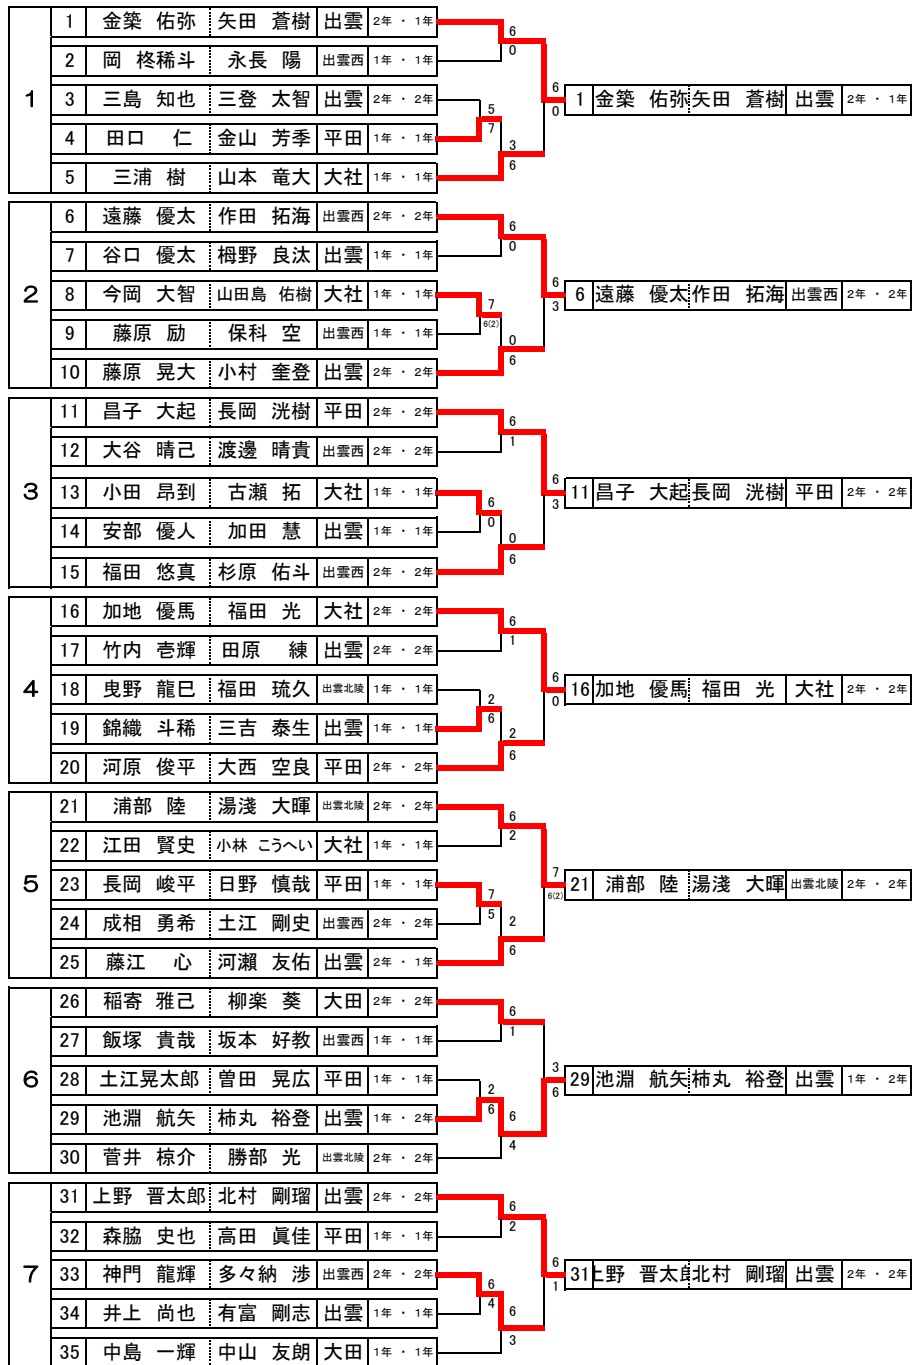 1
1 金築 佑弥 矢田 蒼樹 出雲 2年 ・ 1年
2 岡 柊稀斗 永長 陽 出雲西 1年 ・ 1年
3 三島 知也 三登 太智 出雲 2年 ・ 2年
4 田口 仁 金山 芳季 平田 1年 ・ 1年
5 三浦 樹 山本 竜大 大社 1年 ・ 1年
6
0
5
7
3
6
6
0
1 金築 佑弥 矢田 蒼樹 出雲 2年 ・ 1年
2
6 遠藤 優太 作田 拓海 出雲西 2年 ・ 2年
7 谷口 優太 栂野 良汰 出雲 1年 ・ 1年
8 今岡 大智 山田島 佑樹 大社 1年 ・ 1年
9 藤原 励 保科 空 出雲西 1年 ・ 1年
10 藤原 晃大 小村 奎登 出雲 2年 ・ 2年
6
0
7
6(2)
0
6
6
3
6 遠藤 優太 作田 拓海 出雲西 2年 ・ 2年
3
11 昌子 大起 長岡 洸樹 平田 2年 ・ 2年
12 大谷 晴己 渡邊 晴貴 出雲西 2年 ・ 2年
13 小田 昂到 古瀬 拓 大社 1年 ・ 1年
14 安部 優人 加田 慧 出雲 1年 ・ 1年
15 福田 悠真 杉原 佑斗 出雲西 2年 ・ 2年
6
1
6
0
0
6
6
3
11 昌子 大起 長岡 洸樹 平田 2年 ・ 2年
4
16 加地 優馬 福田 光 大社 2年 ・ 2年
17 竹内 壱輝 田原 練 出雲 2年 ・ 2年
18 曳野 龍巳 福田 琉久 出雲北陵 1年 ・ 1年
19 錦織 斗稀 三吉 泰生 出雲 1年 ・ 1年
20 河原 俊平 大西 空良 平田 2年 ・ 2年
6
1
2
6
2
6
6
0
16 加地 優馬 福田 光 大社 2年 ・ 2年
5
21 浦部 陸 湯淺 大暉 出雲北陵 2年 ・ 2年
22 江田 賢史 小林 こうへい 大社 1年 ・ 1年
23 長岡 峻平 日野 慎哉 平田 1年 ・ 1年
24 成相 勇希 土江 剛史 出雲西 2年 ・ 2年
25 藤江 心 河瀬 友佑 出雲 2年 ・ 1年
6
2
7
5
2
6
7
6(2)
21 浦部 陸 湯淺 大暉 出雲北陵 2年 ・ 2年
6
26 稲寄 雅己 柳楽 葵 大田 2年 ・ 2年
27 飯塚 貴哉 坂本 好教 出雲西 1年 ・ 1年
28 土江晃太郎 曽田 晃広 平田 1年 ・ 1年
29 池淵 航矢 柿丸 裕登 出雲 1年 ・ 2年
30 菅井 椋介 勝部 光 出雲北陵 2年 ・ 2年
6
1
2
6
6
4
3
6
29 池淵 航矢 柿丸 裕登 出雲 1年 ・ 2年
7
31 上野 晋太郎 北村 剛瑠 出雲 2年 ・ 2年
32 森脇 史也 高田 眞佳 平田 1年 ・ 1年
33 神門 龍輝 多々納 渉 出雲西 2年 ・ 2年
34 井上 尚也 有富 剛志 出雲 1年 ・ 1年
35 中島 一輝 中山 友朗 大田 1年 ・ 1年
6
2
6
4
6
3
6
1
31 上野 晋太郎 北村 剛瑠 出雲 2年 ・ 2年